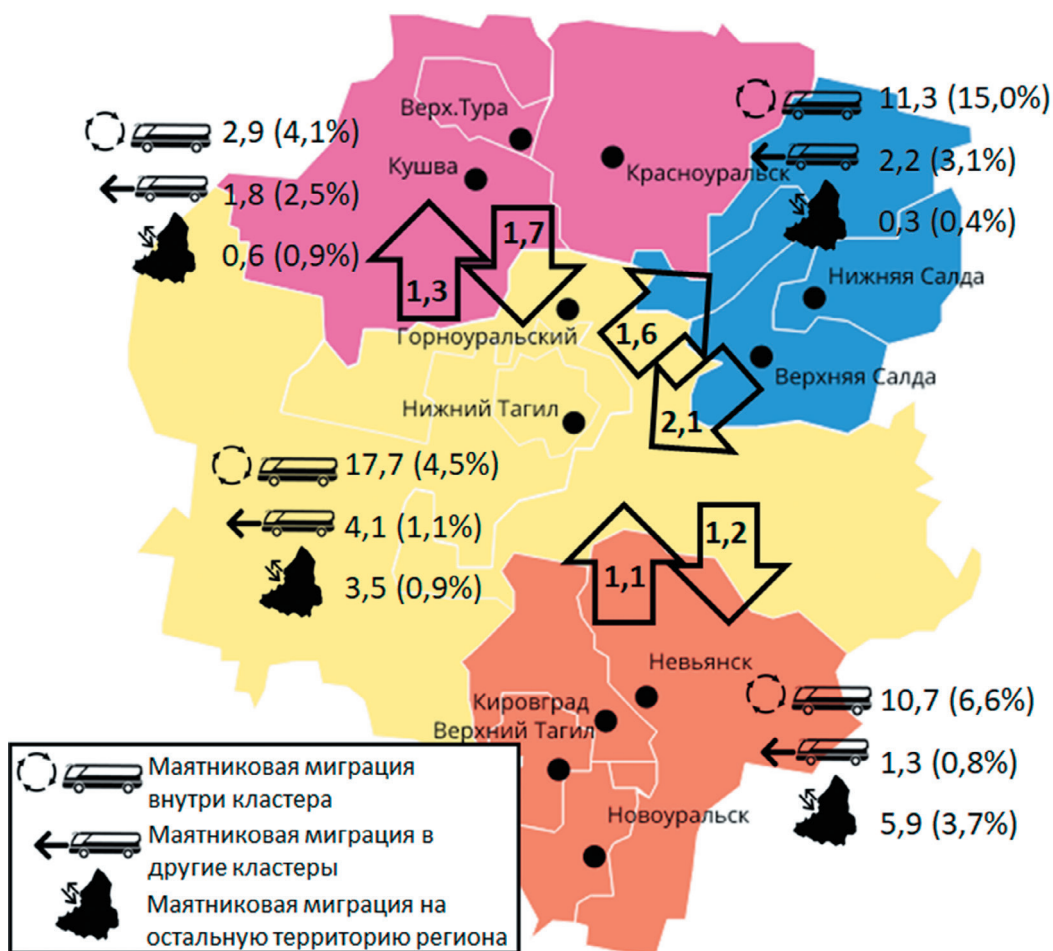 Верх.Тура
Кушва
Красноуральск
2,9 (4,1%)
1,8 (2,5%)
0,6 (0,9%)
11,3 (15,0%)
2,2 (3,1%)
0,3 (0,4%)
1,3
1,7
Нижняя Салда
Горноуральский
1,6
Верхняя Салда
Нижний Тагил
2,1
17,7 (4,5%)
4,1 (1,1%)
3,5 (0,9%)
1,1
1,2
Невьянск
Кировград
Верхний Тагил
Новоуральск
10,7 (6,6%)
1,3 (0,8%)
5,9 (3,7%)
Маятниковая миграция
внутри кластера
Маятниковая миграция в
другие кластеры
Маятниковая миграция на
остальную территорию региона